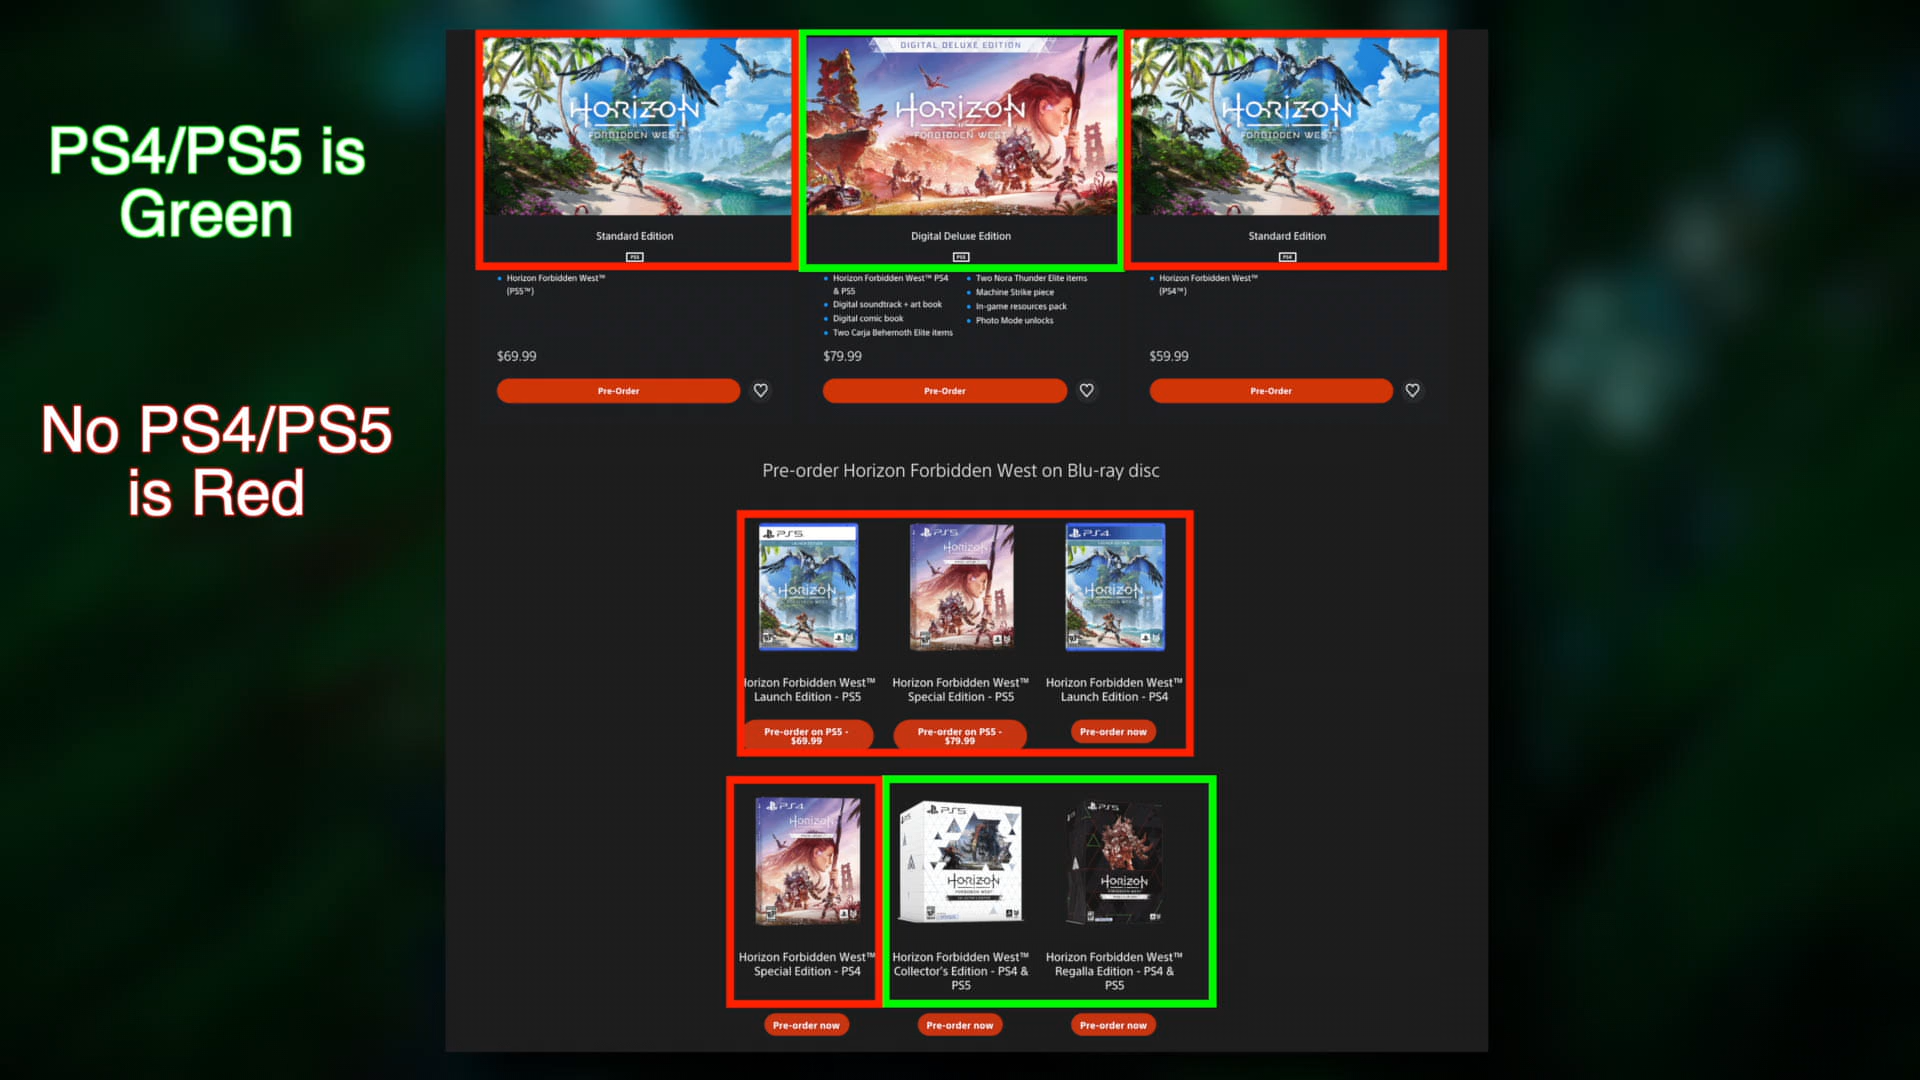 PS4/PS5 is
Green
No PS4/PS5
is Red
HORIZON
FORBIDDEN WEST
Standard Edition
PS5
• Horizon Forbidden West™
(PS5™)
$69.99
Pre-Order
DIGITAL DELUXE EDITION
HORIZON
FORBIDDEN WEST
Digital Deluxe Edition
PS5
• Horizon Forbidden West™ PS4
& PS5
• Digital soundtrack + art book
• Digital comic book
• Two Carja Behemoth Elite items
• Two Nora Thunder Elite items
• Machine Strike piece
• In-game resources pack
• Photo Mode unlocks
$79.99
Pre-Order
HORIZON
FORBIDDEN WEST
Standard Edition
PS4
• Horizon Forbidden West™
(PS4™)
$59.99
Pre-Order
Pre-order Horizon Forbidden West on Blu-ray disc
PS5
HORIZON
Horizon Forbidden West™
Launch Edition - PS5
Pre-order on PS5 -
$69.99
PS5
HORIZON
Horizon Forbidden West™
Special Edition - PS5
Pre-order on PS5 -
$79.99
PS4
HORIZON
Horizon Forbidden West™
Launch Edition - PS4
Pre-order now
PS4
HORIZON
Horizon Forbidden West™
Special Edition - PS4
Pre-order now
PS5
HORIZON
FORBIDDEN WEST
Horizon Forbidden West™
Collector's Edition - PS4 &
PS5
Pre-order now
PS5
HORIZON
FORBIDDEN WEST
Horizon Forbidden West™
Regalla Edition - PS4 &
PS5
Pre-order now